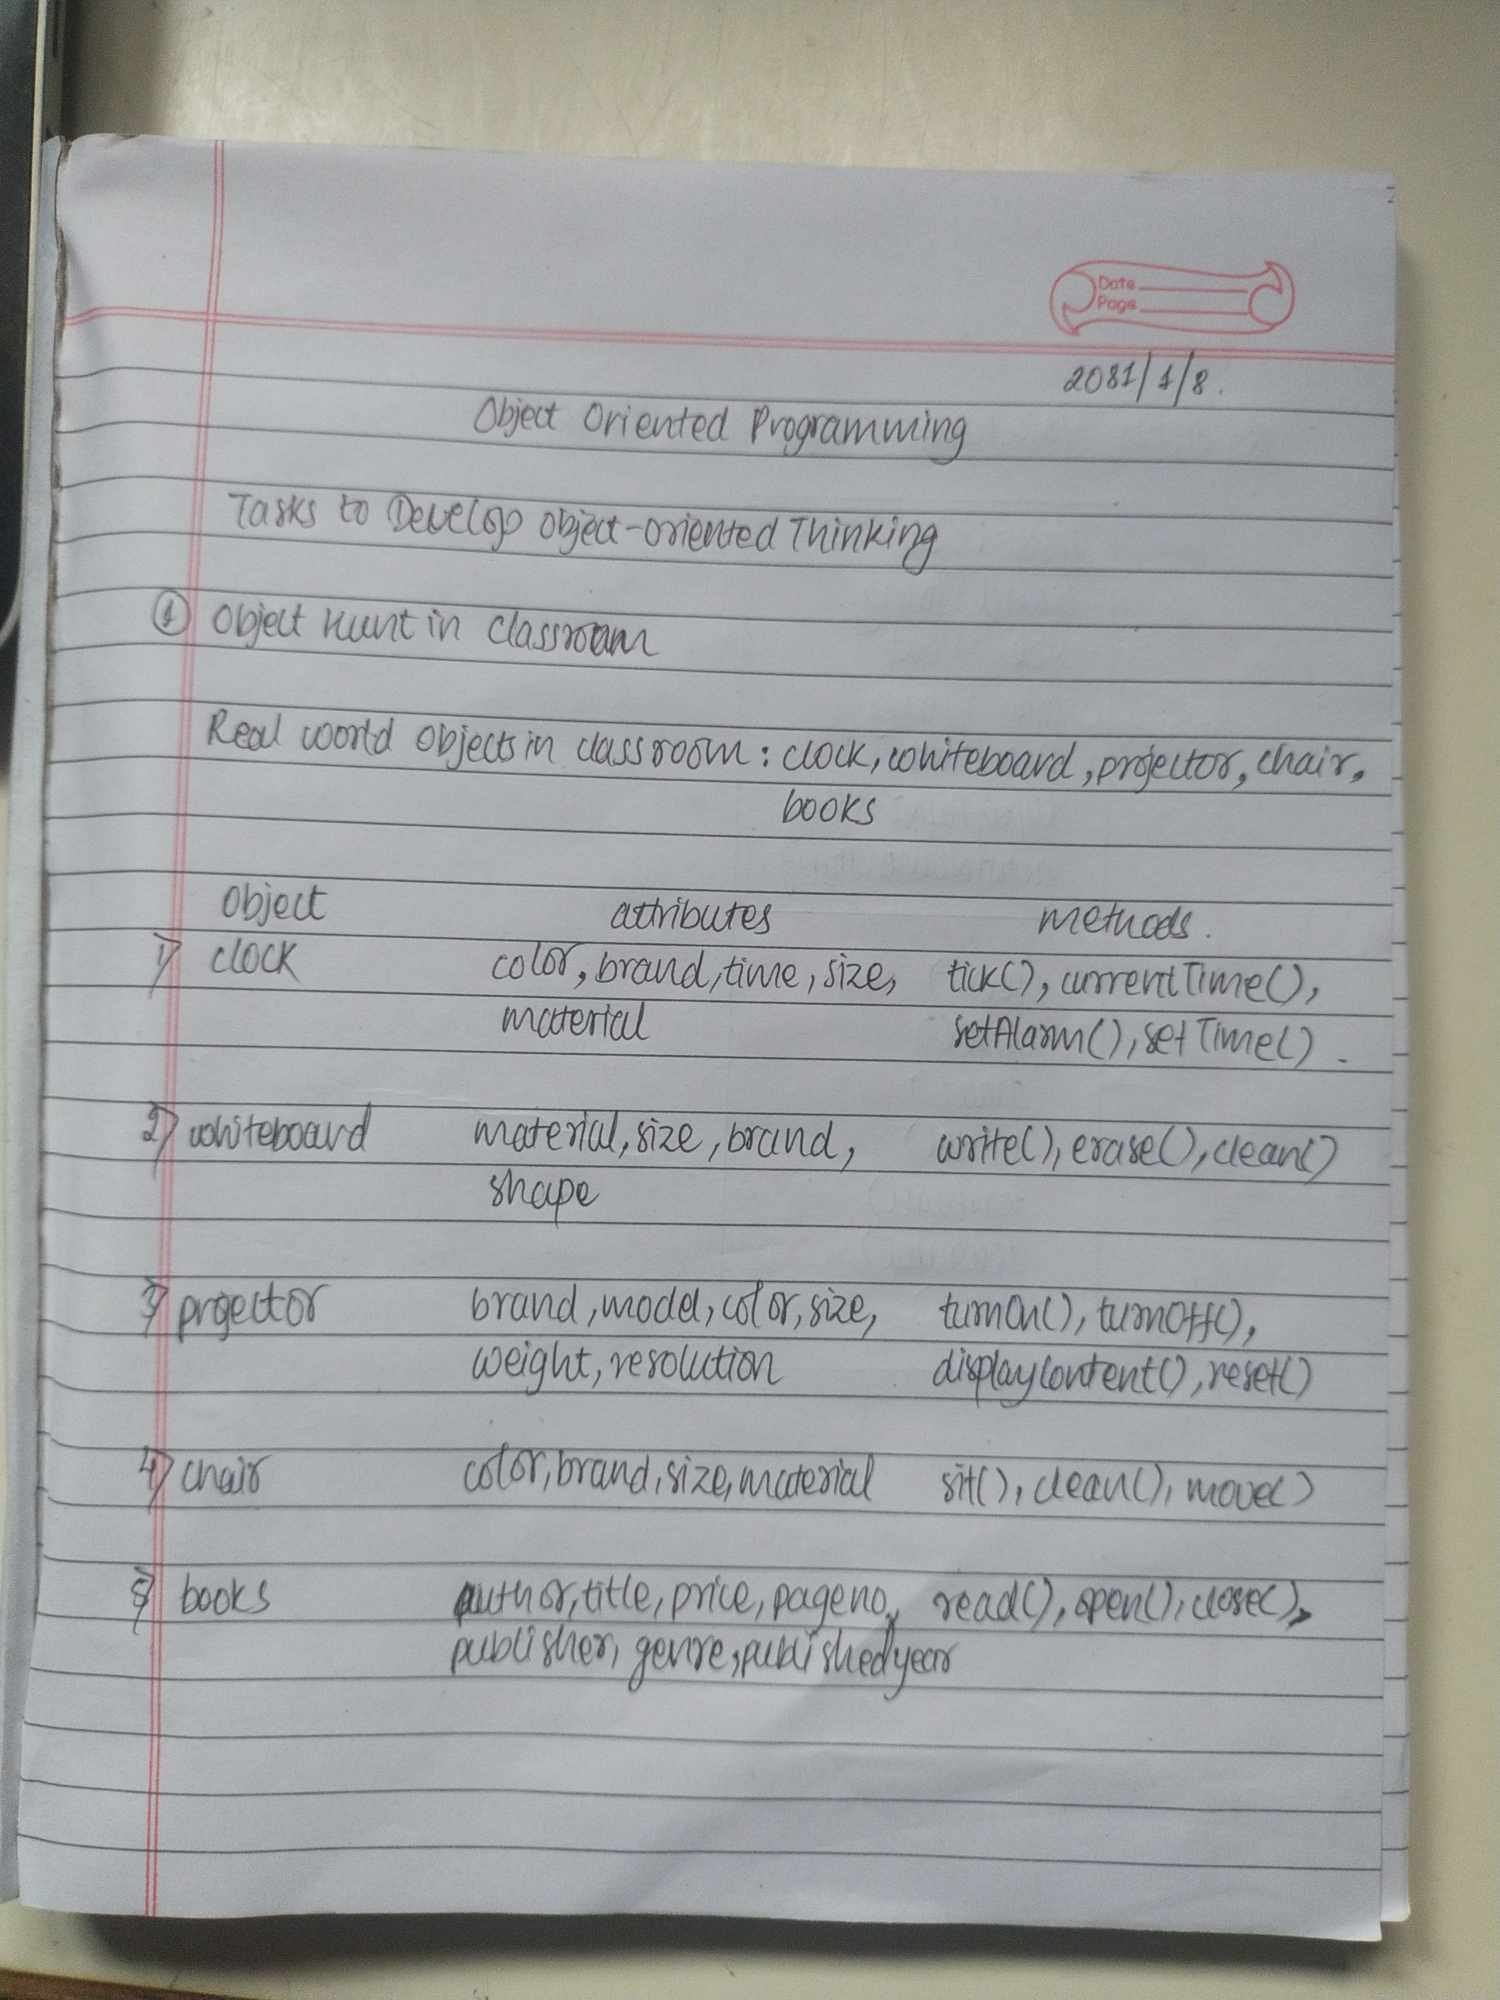 Date
Page
2081/1/8.
Object Oriented Programming
Tasks to Develop Object-Oriented Thinking
① Object Hunt in Classroom
Real world objects in classroom : clock, whiteboard, projector, chair,
books
Object attributes methods.
1) clock color, brand, time, size, tick(), currentTime(),
material setAlarm(), setTime().
2) whiteboard material, size, brand, write(), erase(), clean()
shape
3) projector brand, model, color, size, turnOn(), turnOff(),
weight, resolution displayContent(), reset()
4) chair color, brand, size, material sit(), clean(), move()
5) books author, title, price, pageno, read(), open(), close(),
publisher, genre, publishedyear